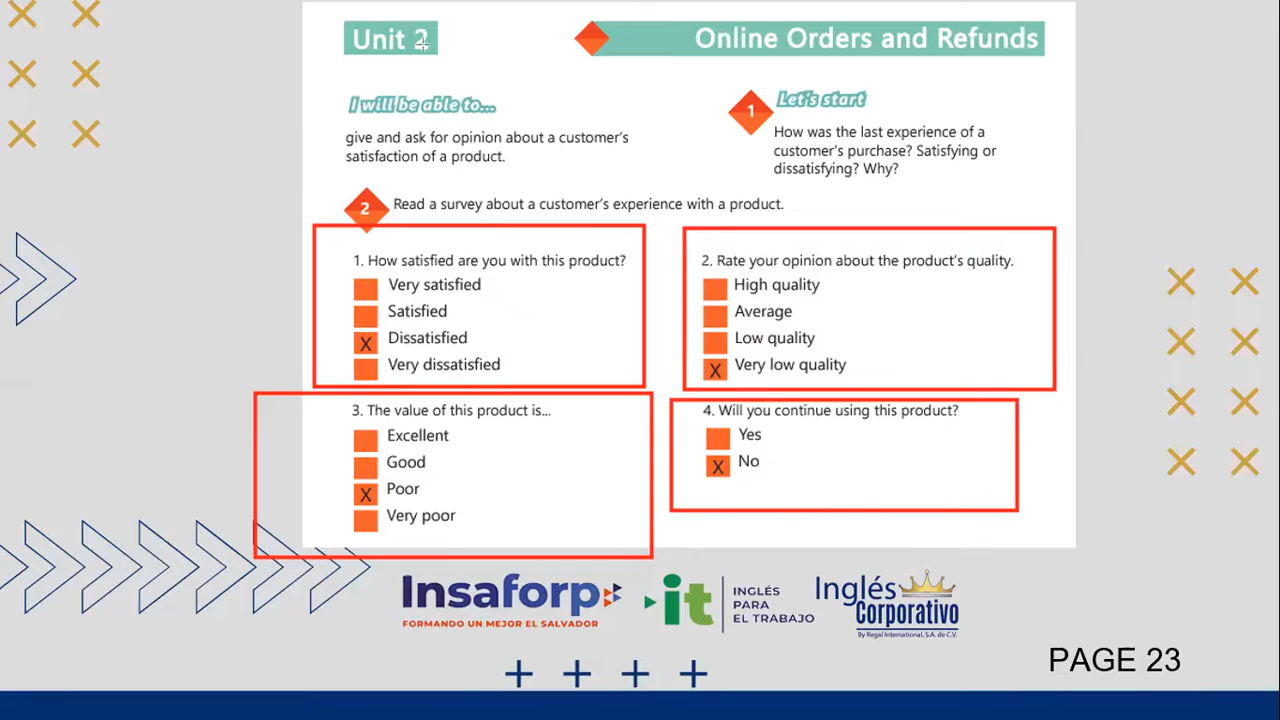 Unit 2
Online Orders and Refunds
I will be able to...
give and ask for opinion about a customer's
satisfaction of a product.
1
Let's start
How was the last experience of a
customer's purchase? Satisfying or
dissatisfying? Why?
2
Read a survey about a customer's experience with a product.
1. How satisfied are you with this product?
Very satisfied
Satisfied
X Dissatisfied
Very dissatisfied
2. Rate your opinion about the product's quality.
High quality
Average
Low quality
X Very low quality
3. The value of this product is...
Excellent
Good
X Poor
Very poor
4. Will you continue using this product?
Yes
X No
Insaforp
FORMANDO UN MEJOR EL SALVADOR
it
INGLÉS
PARA
EL TRABAJO
Inglés
Corporativo
By Regal International, S.A. de C.V.
PAGE 23